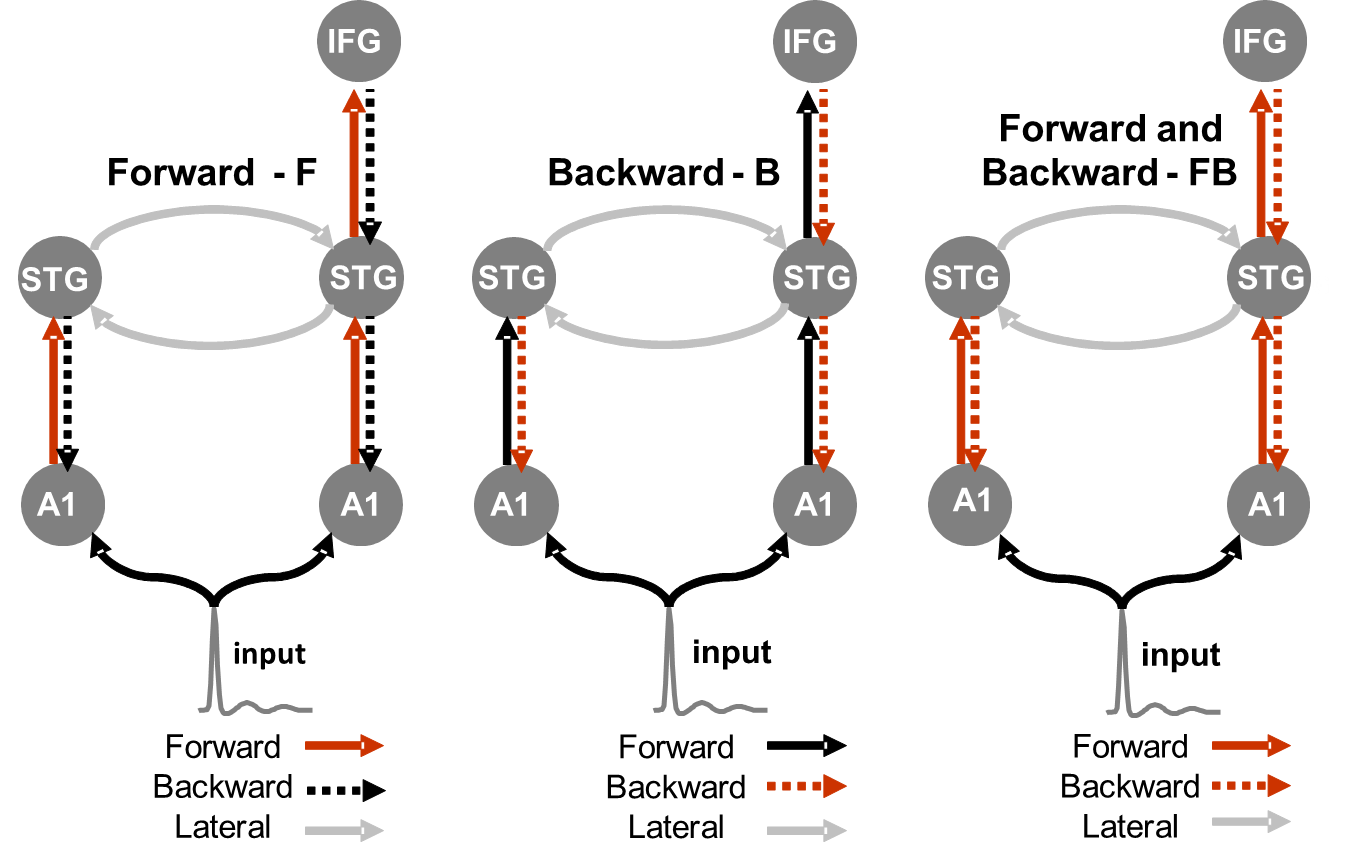 IFG
Forward - F
STG
STG
A1
A1
input
Forward
Backward
Lateral
IFG
Backward - B
STG
STG
A1
A1
input
Forward
Backward
Lateral
IFG
Forward and
Backward - FB
STG
STG
A1
A1
input
Forward
Backward
Lateral